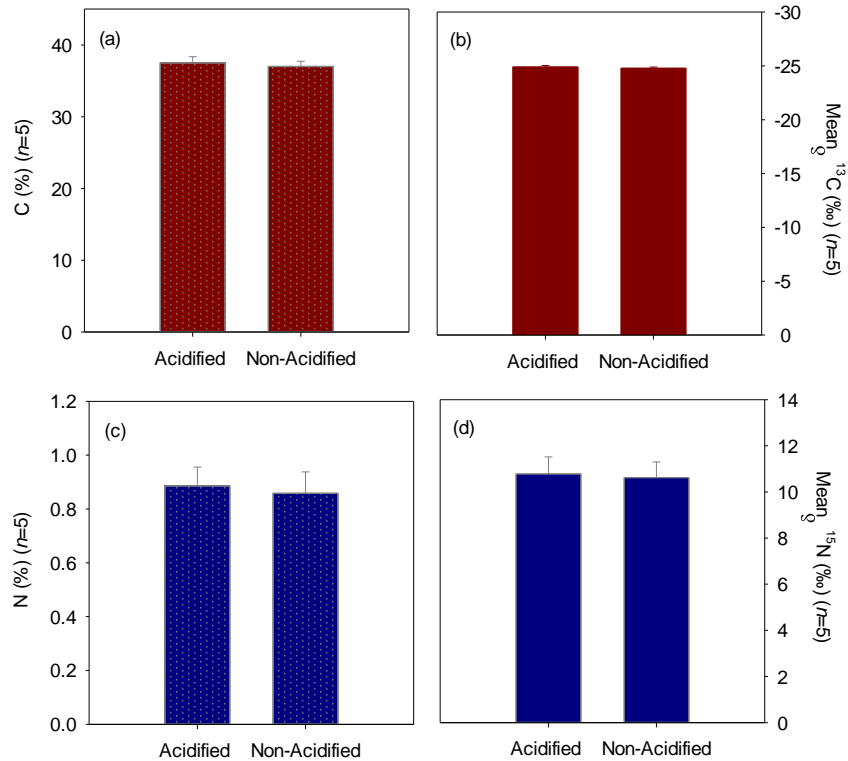 (a)
C (%) (n=5)
40
30
20
10
0
Acidified Non-Acidified
(b)
-30
-25
-20
-15
-10
-5
0
Mean δ 13C (‰) (n=5)
Acidified Non-Acidified
(c)
N (%) (n=5)
1.2
1.0
0.8
0.6
0.4
0.2
0.0
Acidified Non-Acidified
(d)
14
12
10
8
6
4
2
0
Mean δ 15N (‰) (n=5)
Acidified Non-Acidified